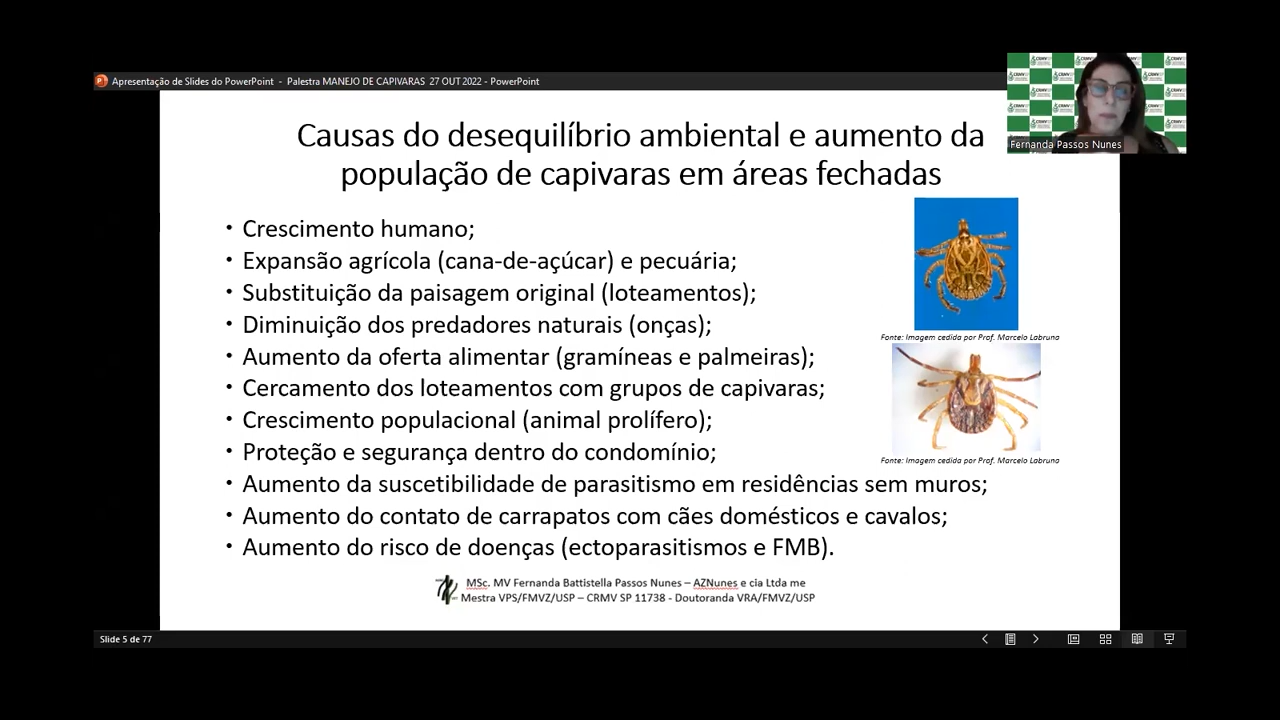 Apresentação de Slides do PowerPoint - Palestra MANEJO DE CAPIVARAS 27 OUT 2022 - PowerPoint
Fernanda Passos Nunes
Causas do desequilíbrio ambiental e aumento da
população de capivaras em áreas fechadas
• Crescimento humano;
• Expansão agrícola (cana-de-açúcar) e pecuária;
• Substituição da paisagem original (loteamentos);
• Diminuição dos predadores naturais (onças);
• Aumento da oferta alimentar (gramíneas e palmeiras);
• Cercamento dos loteamentos com grupos de capivaras;
• Crescimento populacional (animal prolífero);
• Proteção e segurança dentro do condomínio;
• Aumento da suscetibilidade de parasitismo em residências sem muros;
• Aumento do contato de carrapatos com cães domésticos e cavalos;
• Aumento do risco de doenças (ectoparasitismos e FMB).
Fonte: Imagem cedida por Prof. Marcelo Labruna
Fonte: Imagem cedida por Prof. Marcelo Labruna
MSc. MV Fernanda Battistella Passos Nunes – AZNunes e cia Ltda me
Mestra VPS/FMVZ/USP – CRMV SP 11738 - Doutoranda VRA/FMVZ/USP
Slide 5 de 77